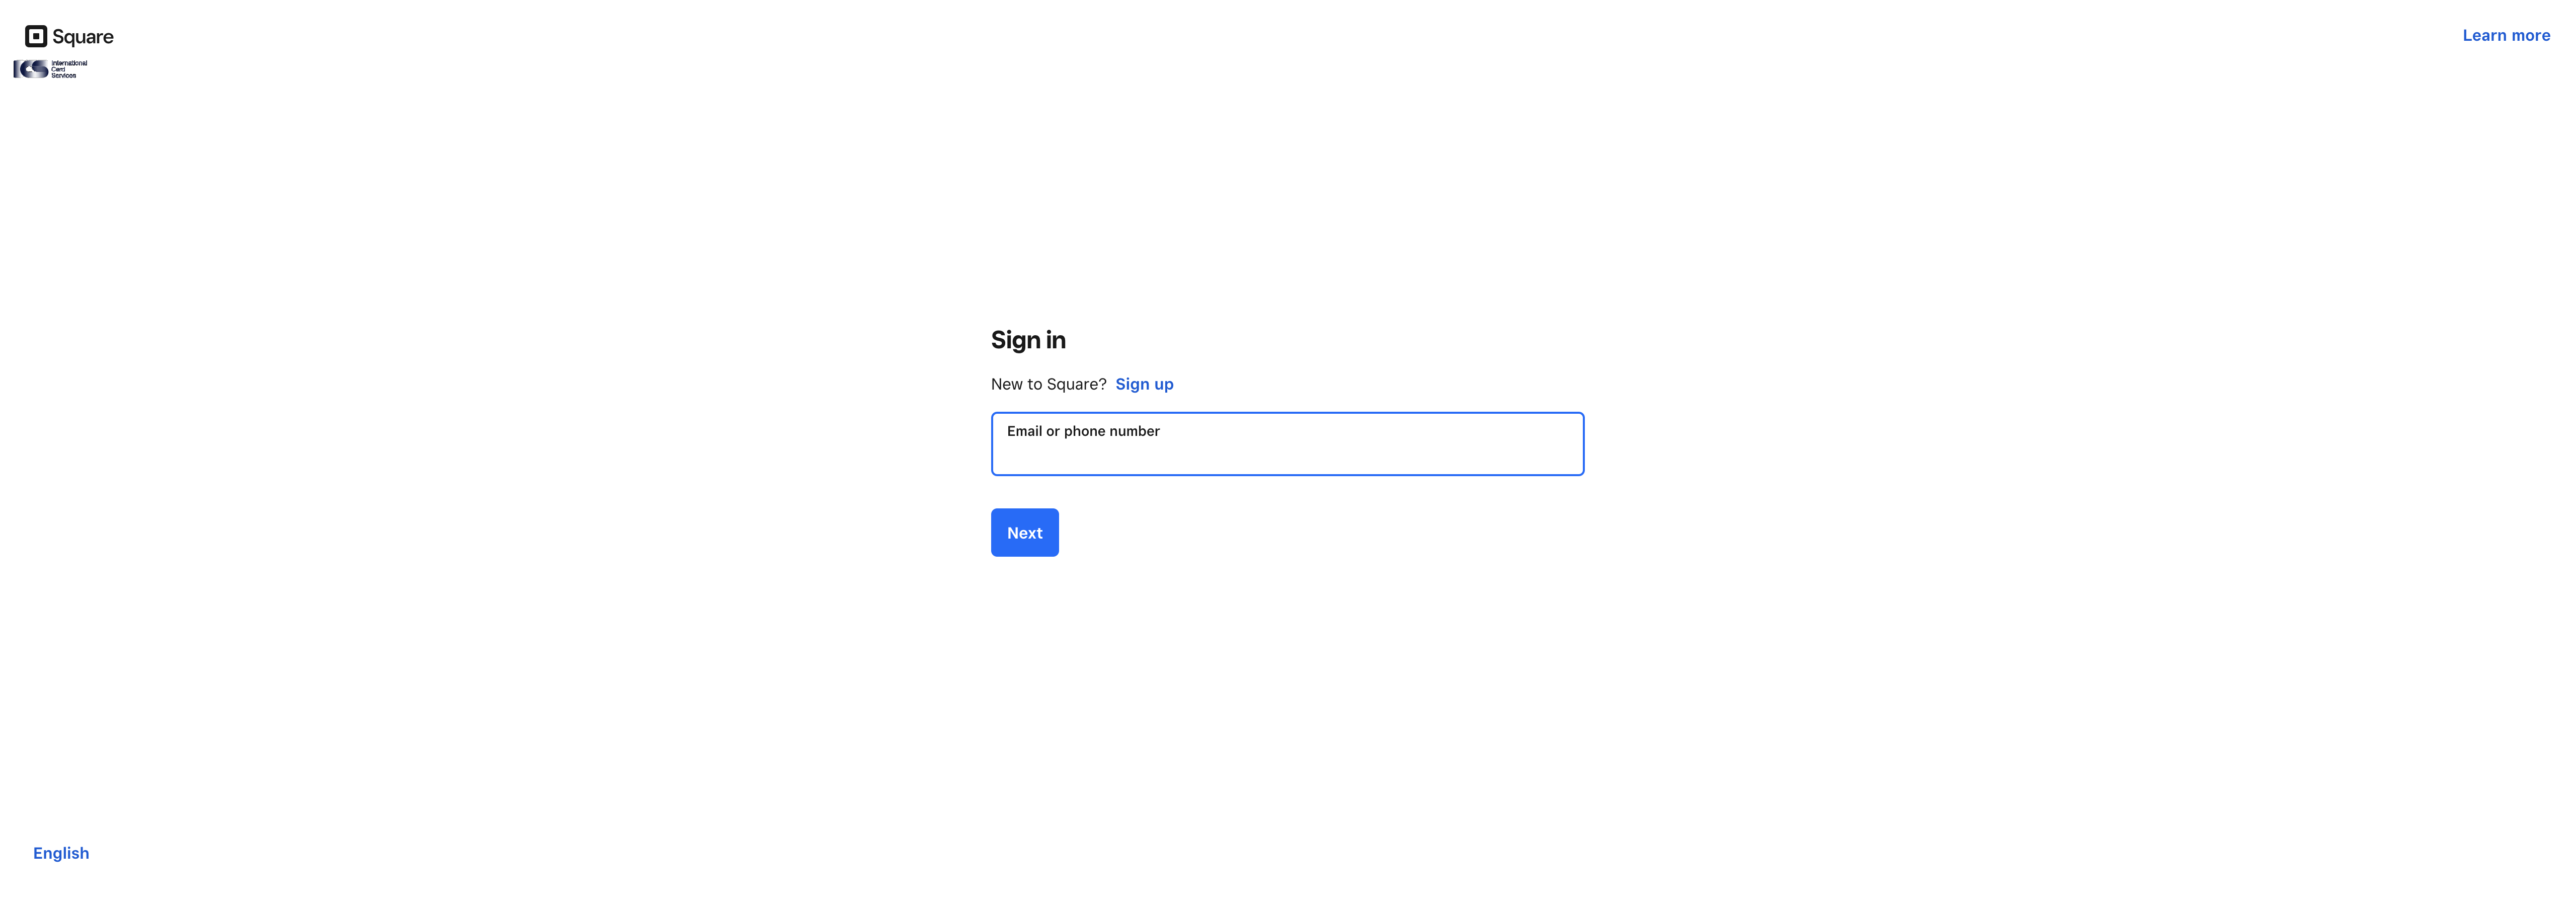 Square
Learn more
ICS International
Card
Services
Sign in
New to Square? Sign up
Email or phone number
Next
English